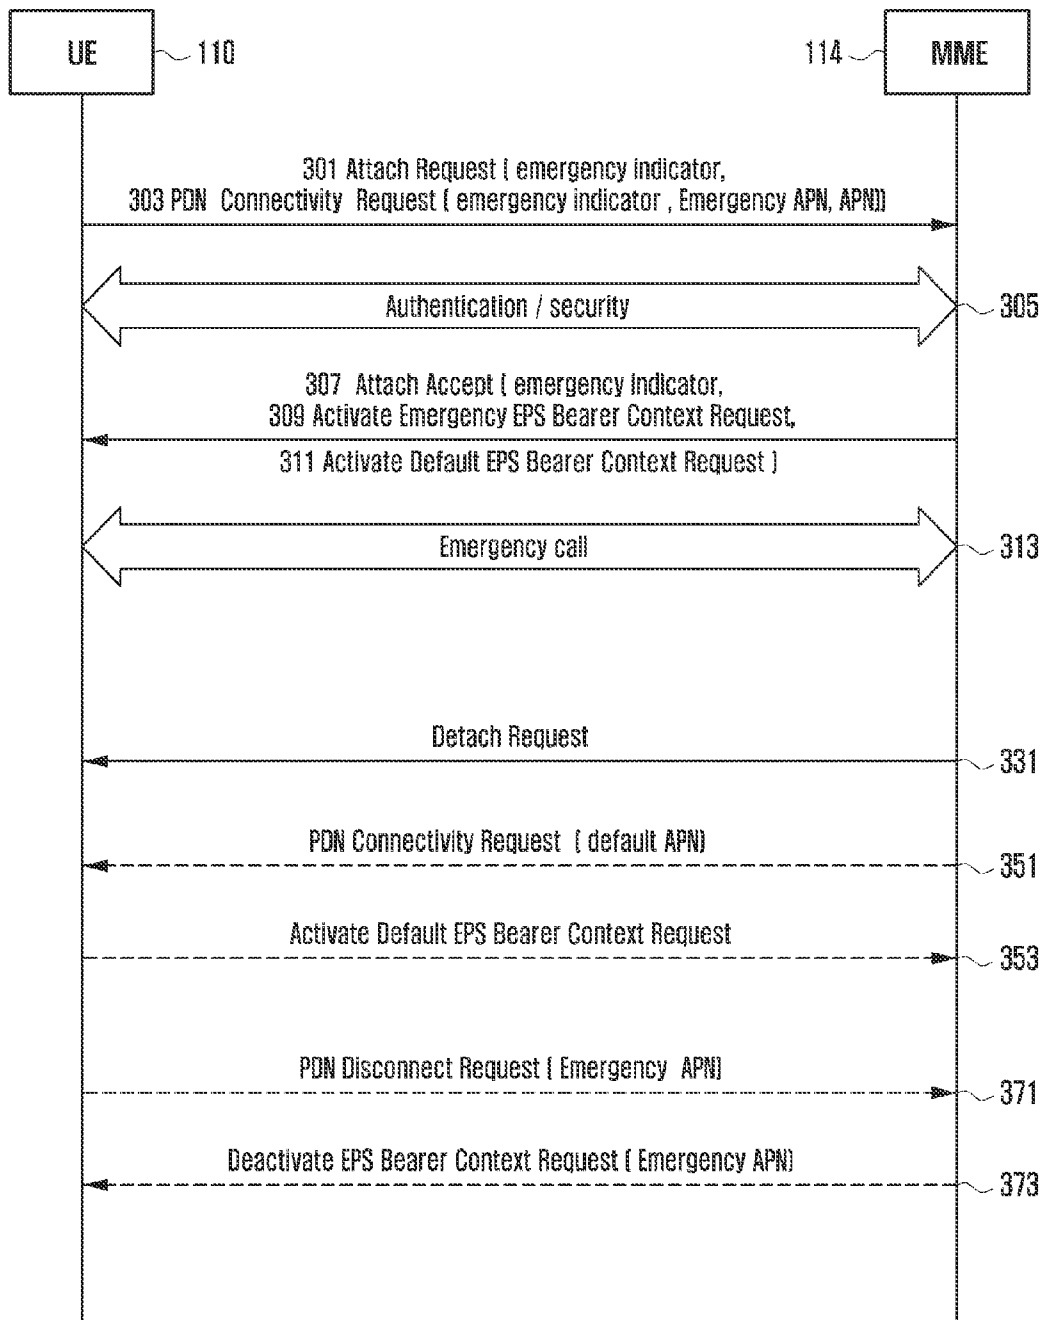 UE
110
114
MME
301 Attach Request ( emergency indicator,
303 PDN Connectivity Request ( emergency indicator , Emergency APN, APN))
Authentication / security
305
307 Attach Accept ( emergency indicator,
309 Activate Emergency EPS Bearer Context Request,
311 Activate Default EPS Bearer Context Request )
Emergency call
313
Detach Request
331
PDN Connectivity Request ( default APN)
351
Activate Default EPS Bearer Context Request
353
PDN Disconnect Request ( Emergency APN)
371
Deactivate EPS Bearer Context Request ( Emergency APN)
373